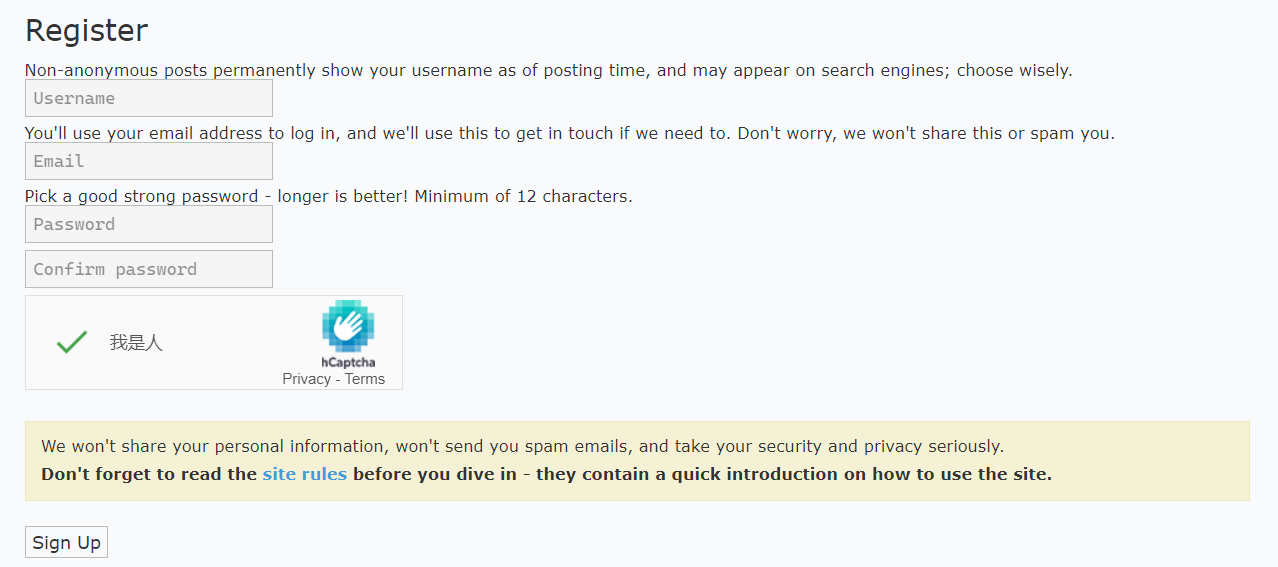 Register
Non-anonymous posts permanently show your username as of posting time, and may appear on search engines; choose wisely.
Username
You'll use your email address to log in, and we'll use this to get in touch if we need to. Don't worry, we won't share this or spam you.
Email
Pick a good strong password - longer is better! Minimum of 12 characters.
Password
Confirm password
我是人
hCaptcha
Privacy - Terms
We won't share your personal information, won't send you spam emails, and take your security and privacy seriously.
Don't forget to read the site rules before you dive in - they contain a quick introduction on how to use the site.
Sign Up